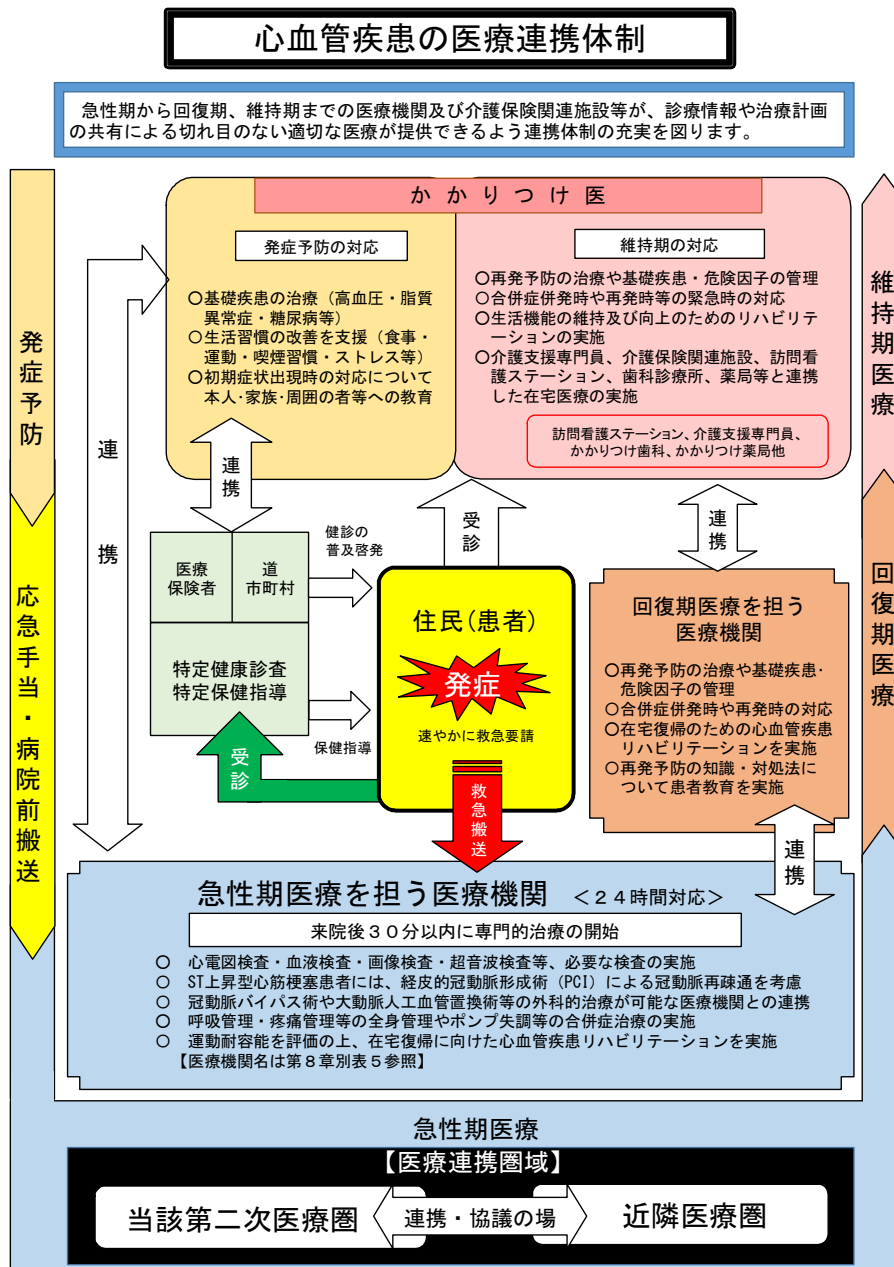 心血管疾患の医療連携体制
急性期から回復期、維持期までの医療機関及び介護保険関連施設等が、診療情報や治療計画
の共有による切れ目のない適切な医療が提供できるよう連携体制の充実を図ります。
かかりつけ医
発症予防の対応
○基礎疾患の治療（高血圧・脂質
異常症・糖尿病等）
○生活習慣の改善を支援（食事・
運動・喫煙習慣・ストレス等）
○初期症状出現時の対応について
本人・家族・周囲の者等への教育
維持期の対応
○再発予防の治療や基礎疾患・危険因子の管理
○合併症併発時や再発時等の緊急時の対応
○生活機能の維持及び向上のためのリハビリテ
ーションの実施
○介護支援専門員、介護保険関連施設、訪問看
護ステーション、歯科診療所、薬局等と連携
した在宅医療の実施
訪問看護ステーション、介護支援専門員、
かかりつけ歯科、かかりつけ薬局他
発症予防
応急手当・病院前搬送
維持期医療
回復期医療
連携
連携
受診
連携
医療
保険者
道
市町村
健診の
普及啓発
特定健康診査
特定保健指導
保健指導
受診
住民（患者）
発症
速やかに救急要請
救急搬送
回復期医療を担う
医療機関
○再発予防の治療や基礎疾患・
危険因子の管理
○合併症併発時や再発時の対応
○在宅復帰のための心血管疾患
リハビリテーションを実施
○再発予防の知識・対処法に
ついて患者教育を実施
連携
急性期医療を担う医療機関 ＜２４時間対応＞
来院後３０分以内に専門的治療の開始
○ 心電図検査・血液検査・画像検査・超音波検査等、必要な検査の実施
○ ST上昇型心筋梗塞患者には、経皮的冠動脈形成術（PCI）による冠動脈再疎通を考慮
○ 冠動脈バイパス術や大動脈人工血管置換術等の外科的治療が可能な医療機関との連携
○ 呼吸管理・疼痛管理等の全身管理やポンプ失調等の合併症治療の実施
○ 運動耐容能を評価の上、在宅復帰に向けた心血管疾患リハビリテーションを実施
【医療機関名は第８章別表５参照】
急性期医療
【医療連携圏域】
当該第二次医療圏
連携・協議の場
近隣医療圏